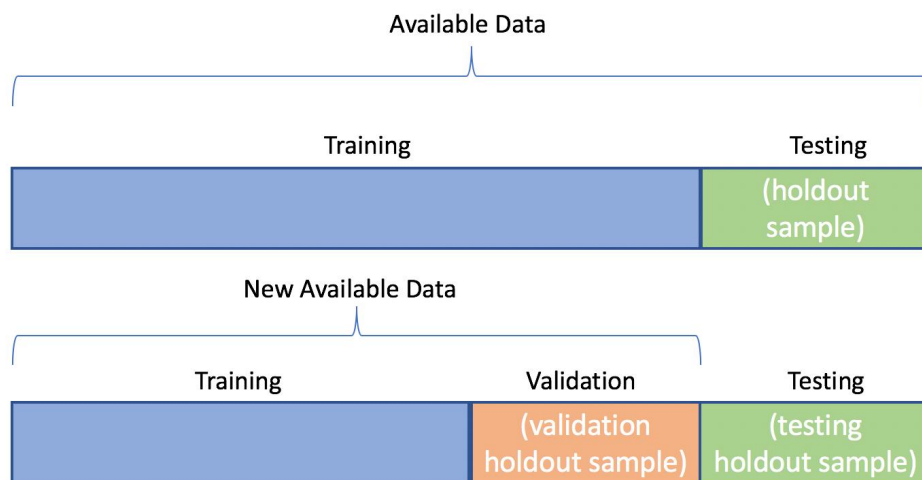 Available Data
Training
Testing
(holdout
sample)
New Available Data
Training
Validation
Testing
(validation
holdout sample)
(testing
holdout sample)